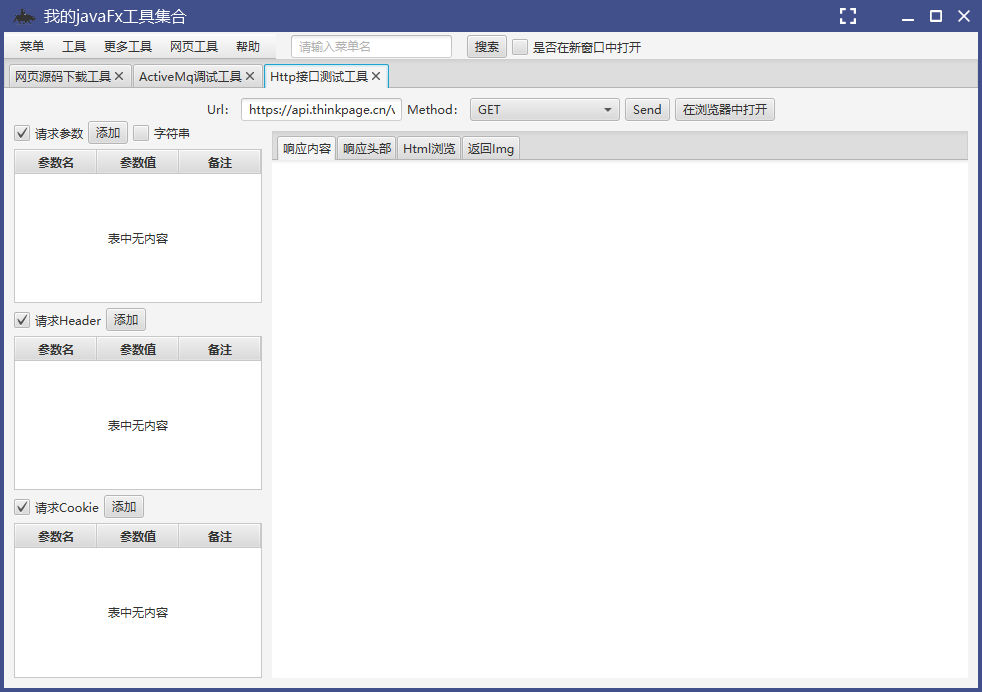 我的javaFx工具集合
菜单 工具 更多工具 网页工具 帮助 请输入菜单名 搜索 是否在新窗口中打开
网页源码下载工具 ActiveMq调试工具 Http接口测试工具
Url: https://api.thinkpage.cn/v Method: GET Send 在浏览器中打开
请求参数 添加 字符串
响应内容 响应头部 Html浏览 返回Img
参数名 参数值 备注
表中无内容
请求Header 添加
参数名 参数值 备注
表中无内容
请求Cookie 添加
参数名 参数值 备注
表中无内容